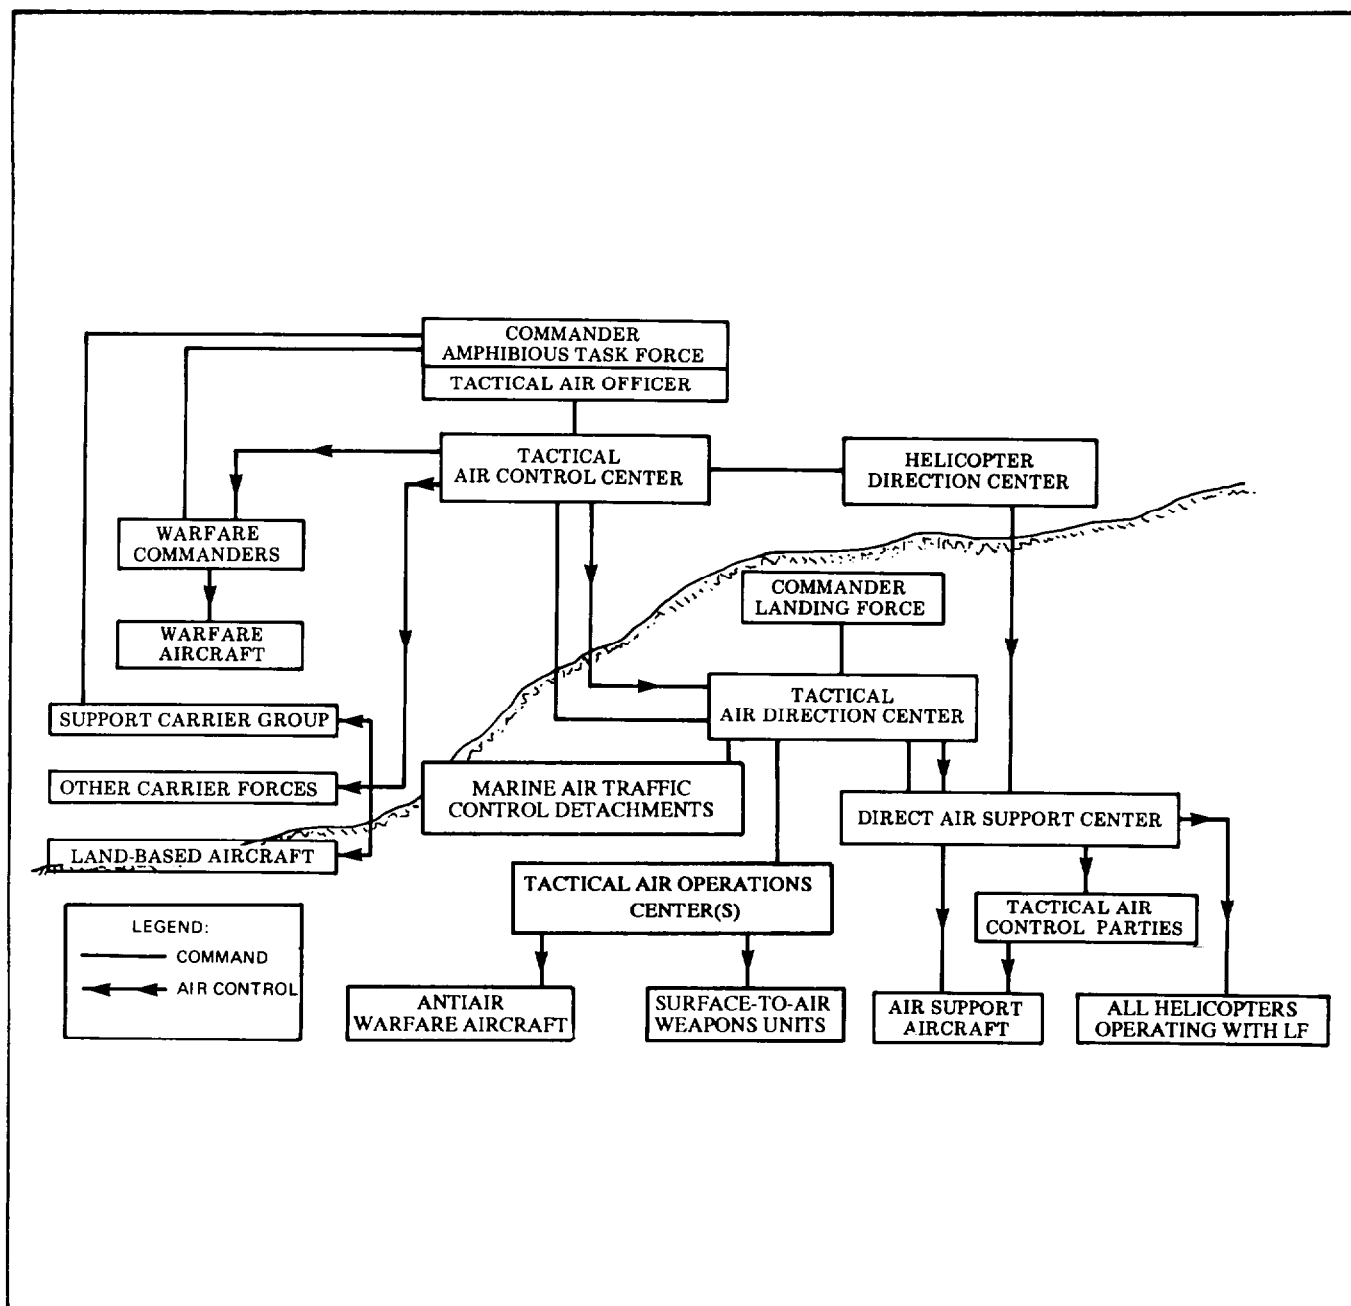 COMMANDER
AMPHIBIOUS TASK FORCE
TACTICAL AIR OFFICER
TACTICAL
AIR CONTROL CENTER
HELICOPTER
DIRECTION CENTER
WARFARE
COMMANDERS
COMMANDER
LANDING FORCE
WARFARE
AIRCRAFT
TACTICAL
AIR DIRECTION CENTER
SUPPORT CARRIER GROUP
OTHER CARRIER FORCES
MARINE AIR TRAFFIC
CONTROL DETACHMENTS
DIRECT AIR SUPPORT CENTER
LAND-BASED AIRCRAFT
TACTICAL AIR OPERATIONS
CENTER(S)
TACTICAL AIR
CONTROL PARTIES
LEGEND:
COMMAND
AIR CONTROL
ANTIAIR
WARFARE AIRCRAFT
SURFACE-TO-AIR
WEAPONS UNITS
AIR SUPPORT
AIRCRAFT
ALL HELICOPTERS
OPERATING WITH LF